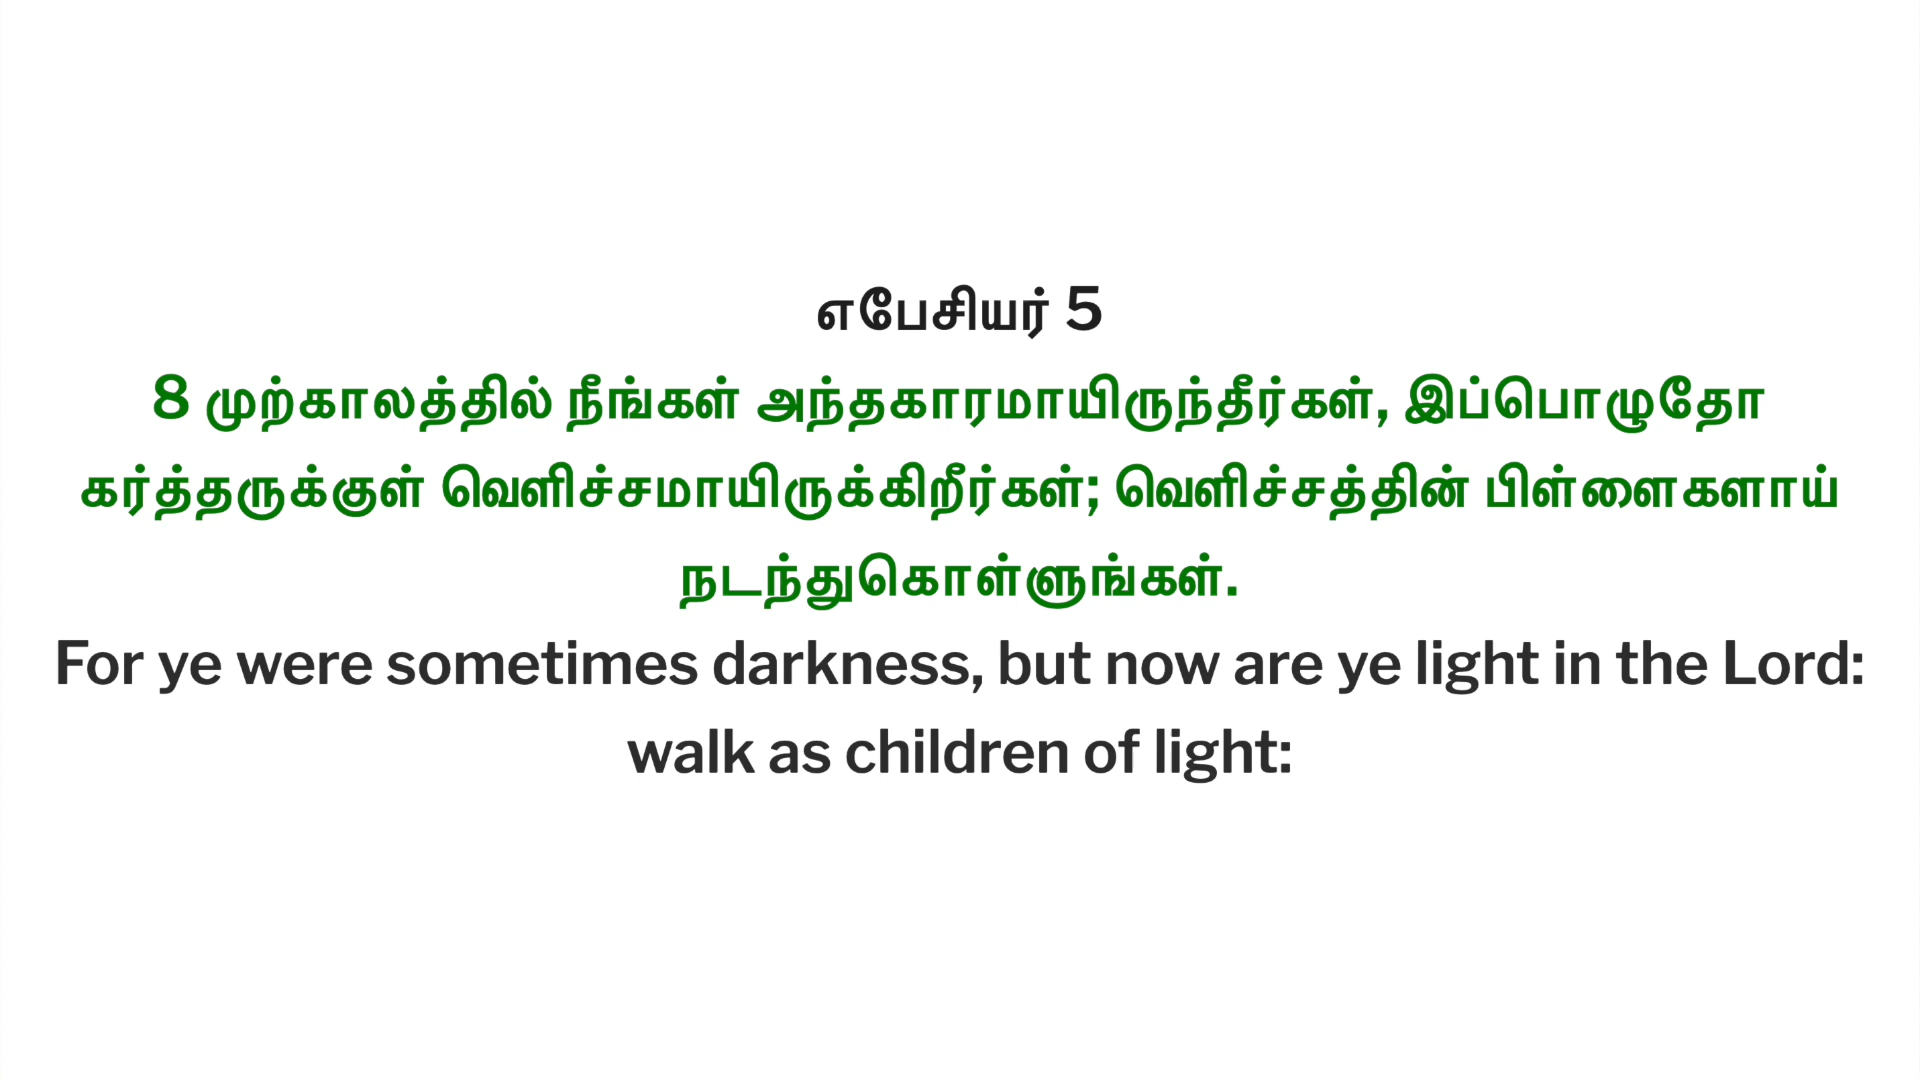 எபேசியர் 5
8 முற்காலத்தில் நீங்கள் அந்தகாரமாயிருந்தீர்கள், இப்பொழுதோ
கர்த்தருக்குள் வெளிச்சமாயிருக்கிறீர்கள்; வெளிச்சத்தின் பிள்ளைகளாய்
நடந்துகொள்ளுங்கள்.
For ye were sometimes darkness, but now are ye light in the Lord:
walk as children of light: